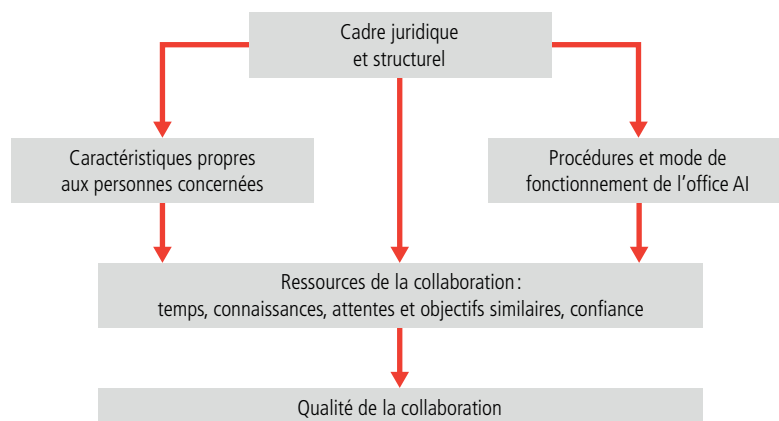 Cadre juridique
et structurel
Caractéristiques propres
aux personnes concernées
Procédures et mode de
fonctionnement de l'office AI
Ressources de la collaboration :
temps, connaissances, attentes et objectifs similaires, confiance
Qualité de la collaboration